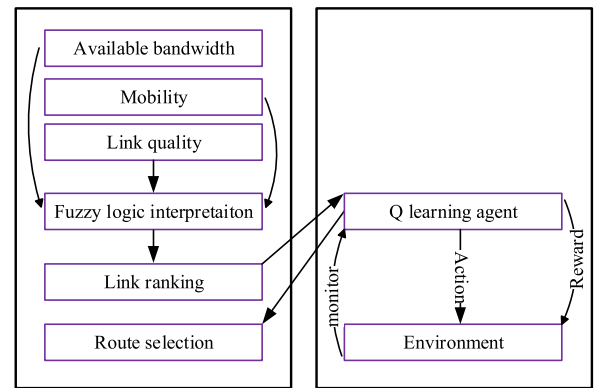 Available bandwidth
Mobility
Link quality
Fuzzy logic interpretaiton
Link ranking
Route selection
Q learning agent
monitor
Action
Reward
Environment